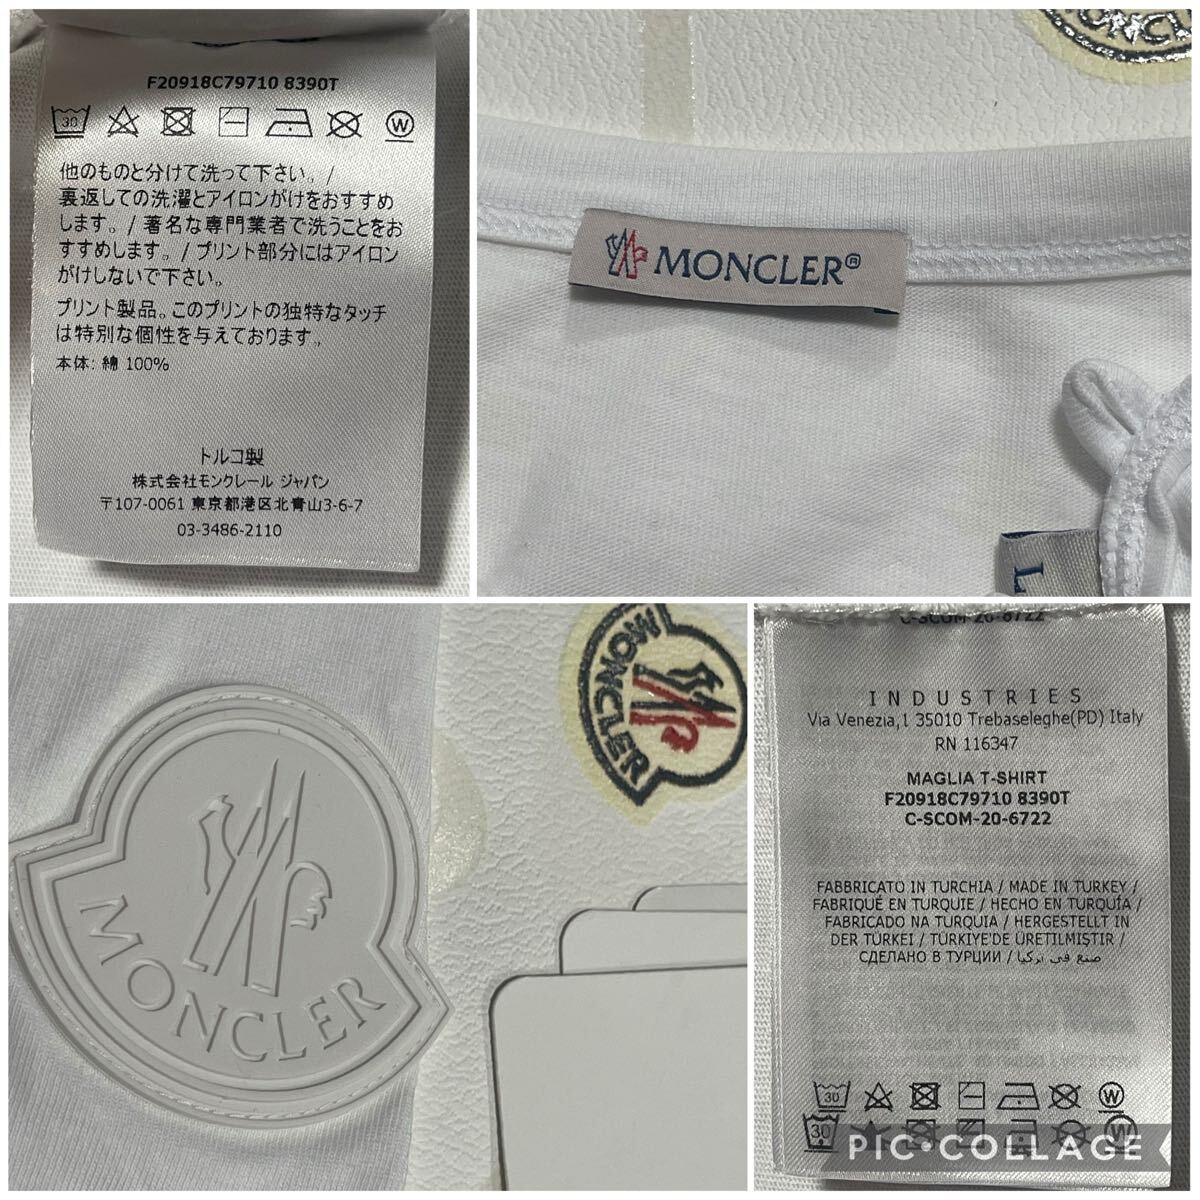 F20918C79710 8390T
30
W
他のものと分けて洗って下さい。/
裏返しての洗濯とアイロンがけをおすすめ
します。/ 著名な専門業者で洗うことをお
すすめします。/ プリント部分にはアイロン
がけしないで下さい。
プリント製品。このプリントの独特なタッチ
は特別な個性を与えております。
本体: 綿 100%
トルコ製
株式会社モンクレール ジャパン
〒107-0061 東京都港区北青山3-6-7
03-3486-2110
MONCLER®
L
MONCLER
MONCLER
C-SCOM-20-6722
INDUSTRIES
Via Venezia,1 35010 Trebaseleghe(PD) Italy
RN 116347
MAGLIA T-SHIRT
F20918C79710 8390T
C-SCOM-20-6722
FABBRICATO IN TURCHIA / MADE IN TURKEY /
FABRIQUÉ EN TURQUIE / HECHO EN TURQUÍA /
FABRICADO NA TURQUIA / HERGESTELLT IN
DER TÜRKEI / TÜRKIYE'DE ÜRETILMIŞTIR /
СДЕЛАНО В ТУРЦИИ / صنع في تركيا
30
W
30
W
PIC•COLLAGE